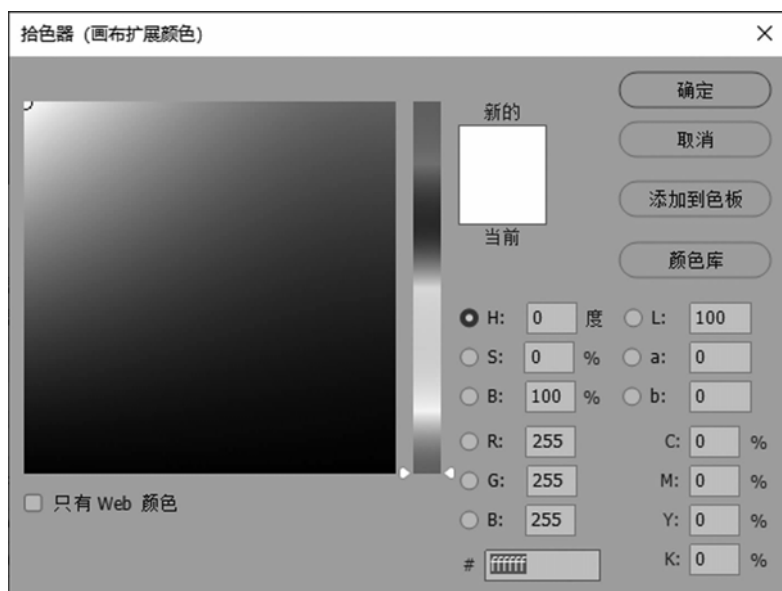 拾色器 (画布扩展颜色)
新的
当前
确定
取消
添加到色板
颜色库
H: 0 度
S: 0 %
B: 100 %
R: 255
G: 255
B: 255
# ffffff
L: 100
a: 0
b: 0
C: 0 %
M: 0 %
Y: 0 %
K: 0 %
只有 Web 颜色